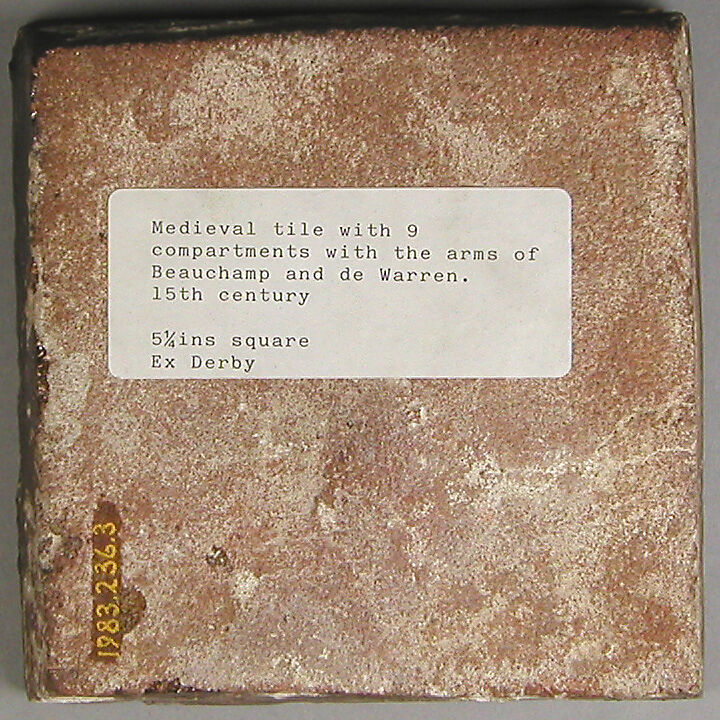 Medieval tile with 9
compartments with the arms of
Beauchamp and de Warren.
15th century
5¼ins square
Ex Derby
1983.236.3